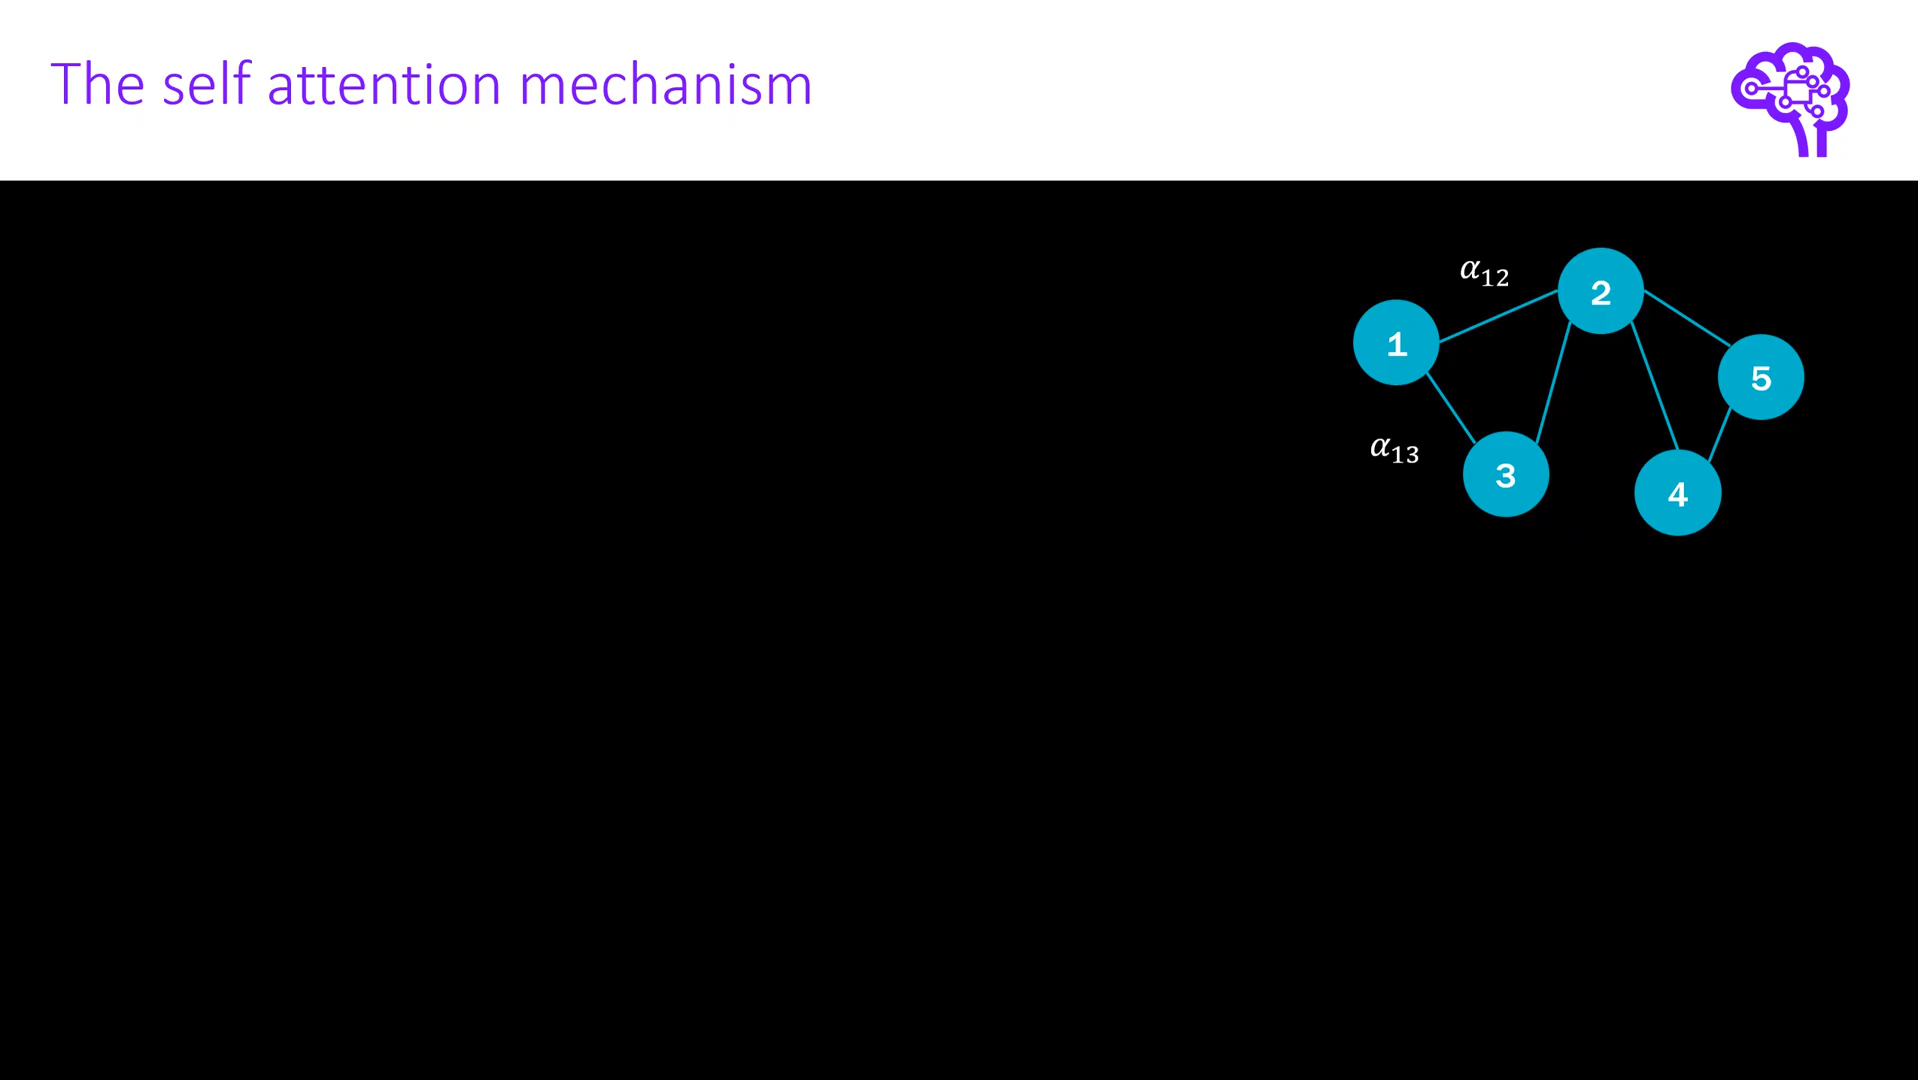 The self attention mechanism
α₁₂
2
1
5
α₁₃
3
4